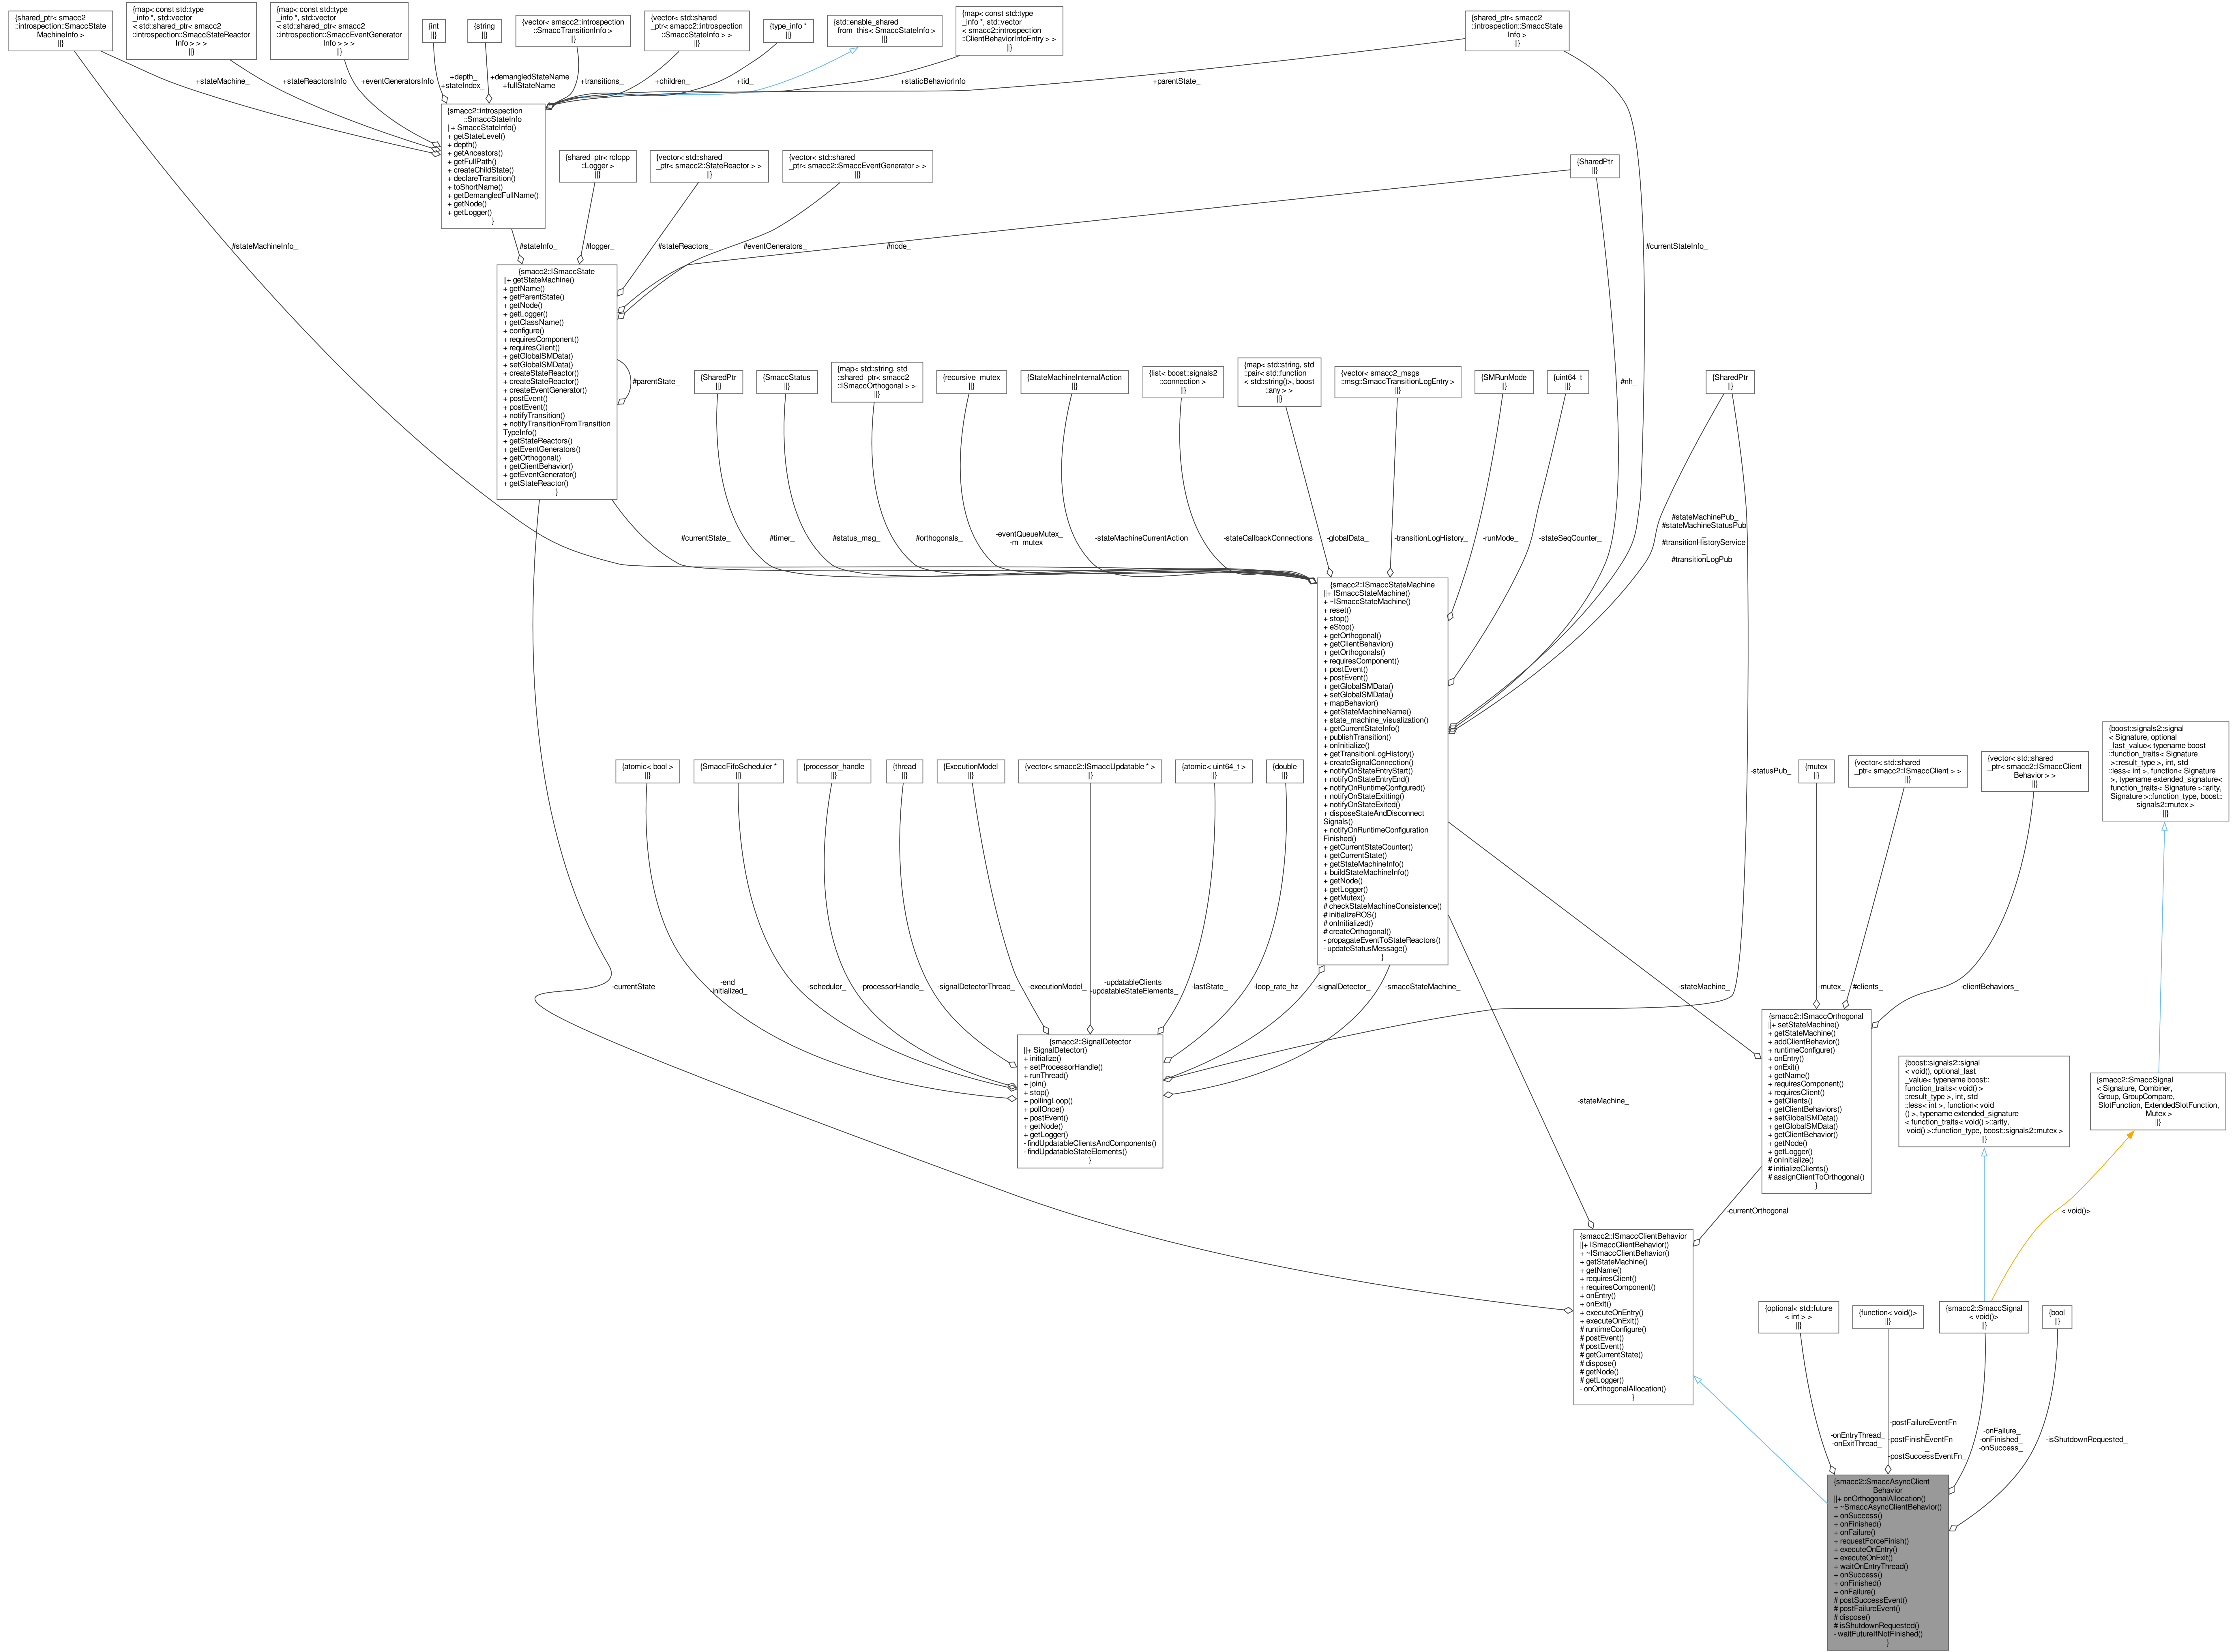 {shared_ptr< smacc2
::introspection::SmaccState
MachineInfo >
||}
{map< const std::type
_info *, std::vector
< std::shared_ptr< smacc2
::introspection::SmaccStateReactor
Info > > >
||}
{map< const std::type
_info *, std::vector
< std::shared_ptr< smacc2
::introspection::SmaccEventGenerator
Info > > >
||}
{int
||}
{string
||}
{vector< smacc2::introspection
::SmaccTransitionInfo >
||}
{vector< std::shared
_ptr< smacc2::introspection
::SmaccStateInfo > >
||}
{type_info *
||}
{std::enable_shared
_from_this< SmaccStateInfo >
||}
{map< const std::type
_info *, std::vector
< smacc2::introspection
::ClientBehaviorInfoEntry > >
||}
{shared_ptr< smacc2
::introspection::SmaccState
Info >
||}
+stateMachine_
+stateReactorsInfo
+eventGeneratorsInfo
+depth_
+stateIndex_
+demangledStateName
+fullStateName
+transitions_
+children_
+tid_
+staticBehaviorInfo
+parentState_
{smacc2::introspection
::SmaccStateInfo
||+ SmaccStateInfo()
+ getStateLevel()
+ depth()
+ getAncestors()
+ getFullPath()
+ createChildState()
+ declareTransition()
+ toShortName()
+ getDemangledFullName()
+ getNode()
+ getLogger()
}
{shared_ptr< rclcpp
::Logger >
||}
{vector< std::shared
_ptr< smacc2::StateReactor > >
||}
{vector< std::shared
_ptr< smacc2::SmaccEventGenerator > >
||}
{SharedPtr
||}
#stateMachineInfo_
#stateInfo_
#logger_
#stateReactors_
#eventGenerators_
#node_
#currentStateInfo_
{smacc2::ISmaccState
||+ getStateMachine()
+ getName()
+ getParentState()
+ getNode()
+ getLogger()
+ getClassName()
+ configure()
+ requiresComponent()
+ requiresClient()
+ getGlobalSMData()
+ setGlobalSMData()
+ createStateReactor()
+ createStateReactor()
+ createEventGenerator()
+ postEvent()
+ postEvent()
+ notifyTransition()
+ notifyTransitionFromTransition
TypeInfo()
+ getStateReactors()
+ getEventGenerators()
+ getOrthogonal()
+ getClientBehavior()
+ getEventGenerator()
+ getStateReactor()
}
#parentState_
{SharedPtr
||}
{SmaccStatus
||}
{map< std::string, std
::shared_ptr< smacc2
::ISmaccOrthogonal > >
||}
{recursive_mutex
||}
{StateMachineInternalAction
||}
{list< boost::signals2
::connection >
||}
{map< std::string, std
::pair< std::function
< std::string()>, boost
::any > >
||}
{vector< smacc2_msgs
::msg::SmaccTransitionLogEntry >
||}
{SMRunMode
||}
{uint64_t
||}
#nh_
{SharedPtr
||}
#currentState_
#timer_
#status_msg_
#orthogonals_
-eventQueueMutex_
-m_mutex_
-stateMachineCurrentAction
-stateCallbackConnections
-globalData_
-transitionLogHistory_
-runMode_
-stateSeqCounter_
#stateMachinePub_
#stateMachineStatusPub
_
#transitionHistoryService
_
#transitionLogPub_
{smacc2::ISmaccStateMachine
||+ ISmaccStateMachine()
+ ~ISmaccStateMachine()
+ reset()
+ stop()
+ eStop()
+ getOrthogonal()
+ getClientBehavior()
+ getOrthogonals()
+ requiresComponent()
+ postEvent()
+ postEvent()
+ getGlobalSMData()
+ setGlobalSMData()
+ mapBehavior()
+ getStateMachineName()
+ state_machine_visualization()
+ getCurrentStateInfo()
+ publishTransition()
+ onInitialize()
+ getTransitionLogHistory()
+ createSignalConnection()
+ notifyOnStateEntryStart()
+ notifyOnStateEntryEnd()
+ notifyOnRuntimeConfigured()
+ notifyOnStateExitting()
+ notifyOnStateExited()
+ disposeStateAndDisconnect
Signals()
+ notifyOnRuntimeConfiguration
Finished()
+ getCurrentStateCounter()
+ getCurrentState()
+ getStateMachineInfo()
+ buildStateMachineInfo()
+ getNode()
+ getLogger()
+ getMutex()
# checkStateMachineConsistence()
# initializeROS()
# onInitialized()
# createOrthogonal()
- propagateEventToStateReactors()
- updateStatusMessage()
}
{atomic< bool >
||}
{SmaccFifoScheduler *
||}
{processor_handle
||}
{thread
||}
{ExecutionModel
||}
{vector< smacc2::ISmaccUpdatable * >
||}
{atomic< uint64_t >
||}
{double
||}
-statusPub_
{mutex
||}
{vector< std::shared
_ptr< smacc2::ISmaccClient > >
||}
{vector< std::shared
_ptr< smacc2::ISmaccClient
Behavior > >
||}
{boost::signals2::signal
< Signature, optional
_last_value< typename boost
::function_traits< Signature
>::result_type >, int, std
::less< int >, function< Signature
>, typename extended_signature<
function_traits< Signature >::arity,
Signature >::function_type, boost::
signals2::mutex >
||}
-currentState
-end_
-initialized_
-scheduler_
-processorHandle_
-signalDetectorThread_
-executionModel_
-updatableClients_
-updatableStateElements_
-lastState_
-loop_rate_hz
-signalDetector_
-smaccStateMachine_
-stateMachine_
-mutex_
#clients_
-clientBehaviors_
{smacc2::SignalDetector
||+ SignalDetector()
+ initialize()
+ setProcessorHandle()
+ runThread()
+ join()
+ stop()
+ pollingLoop()
+ pollOnce()
+ postEvent()
+ getNode()
+ getLogger()
- findUpdatableClientsAndComponents()
- findUpdatableStateElements()
}
{smacc2::ISmaccOrthogonal
||+ setStateMachine()
+ getStateMachine()
+ addClientBehavior()
+ runtimeConfigure()
+ onEntry()
+ onExit()
+ getName()
+ requiresComponent()
+ requiresClient()
+ getClients()
+ getClientBehaviors()
+ setGlobalSMData()
+ getGlobalSMData()
+ getClientBehavior()
+ getNode()
+ getLogger()
# onInitialize()
# initializeClients()
# assignClientToOrthogonal()
}
{boost::signals2::signal
< void(), optional_last
_value< typename boost::
function_traits< void() >
::result_type >, int, std
::less< int >, function< void
() >, typename extended_signature
< function_traits< void() >::arity,
void() >::function_type, boost::signals2::mutex >
||}
{smacc2::SmaccSignal
< Signature, Combiner,
Group, GroupCompare,
SlotFunction, ExtendedSlotFunction,
Mutex >
||}
-stateMachine_
-currentOrthogonal
< void()>
{smacc2::ISmaccClientBehavior
||+ ISmaccClientBehavior()
+ ~ISmaccClientBehavior()
+ getStateMachine()
+ getName()
+ requiresClient()
+ requiresComponent()
+ onEntry()
+ onExit()
+ executeOnEntry()
+ executeOnExit()
# runtimeConfigure()
# postEvent()
# postEvent()
# getCurrentState()
# dispose()
# getNode()
# getLogger()
- onOrthogonalAllocation()
}
{optional< std::future
< int > >
||}
{function< void()>
||}
{smacc2::SmaccSignal
< void()>
||}
{bool
||}
-onEntryThread_
-onExitThread_
-postFailureEventFn
_
-postFinishEventFn
_
-postSuccessEventFn_
-onFailure_
-onFinished_
-onSuccess_
-isShutdownRequested_
{smacc2::SmaccAsyncClient
Behavior
||+ onOrthogonalAllocation()
+ ~SmaccAsyncClientBehavior()
+ onSuccess()
+ onFinished()
+ onFailure()
+ requestForceFinish()
+ executeOnEntry()
+ executeOnExit()
+ waitOnEntryThread()
+ onSuccess()
+ onFinished()
+ onFailure()
# postSuccessEvent()
# postFailureEvent()
# dispose()
# isShutdownRequested()
- waitFutureIfNotFinished()
}